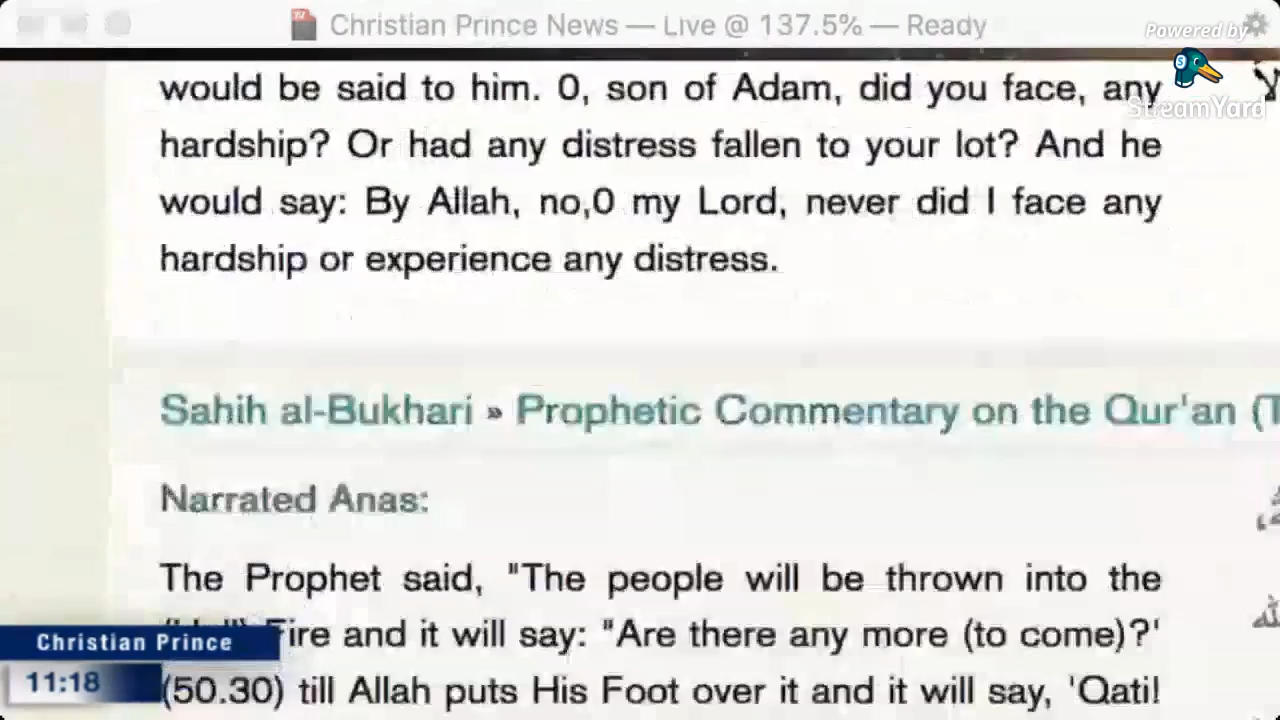 Christian Prince News — Live @ 137.5% — Ready
Powered by
StreamYard
would be said to him. 0, son of Adam, did you face, any
hardship? Or had any distress fallen to your lot? And he
would say: By Allah, no,0 my Lord, never did I face any
hardship or experience any distress.
Sahih al-Bukhari » Prophetic Commentary on the Qur'an (T
Narrated Anas:
The Prophet said, "The people will be thrown into the
Fire and it will say: "Are there any more (to come)?'
(50.30) till Allah puts His Foot over it and it will say, 'Qati!
Christian Prince
11:18